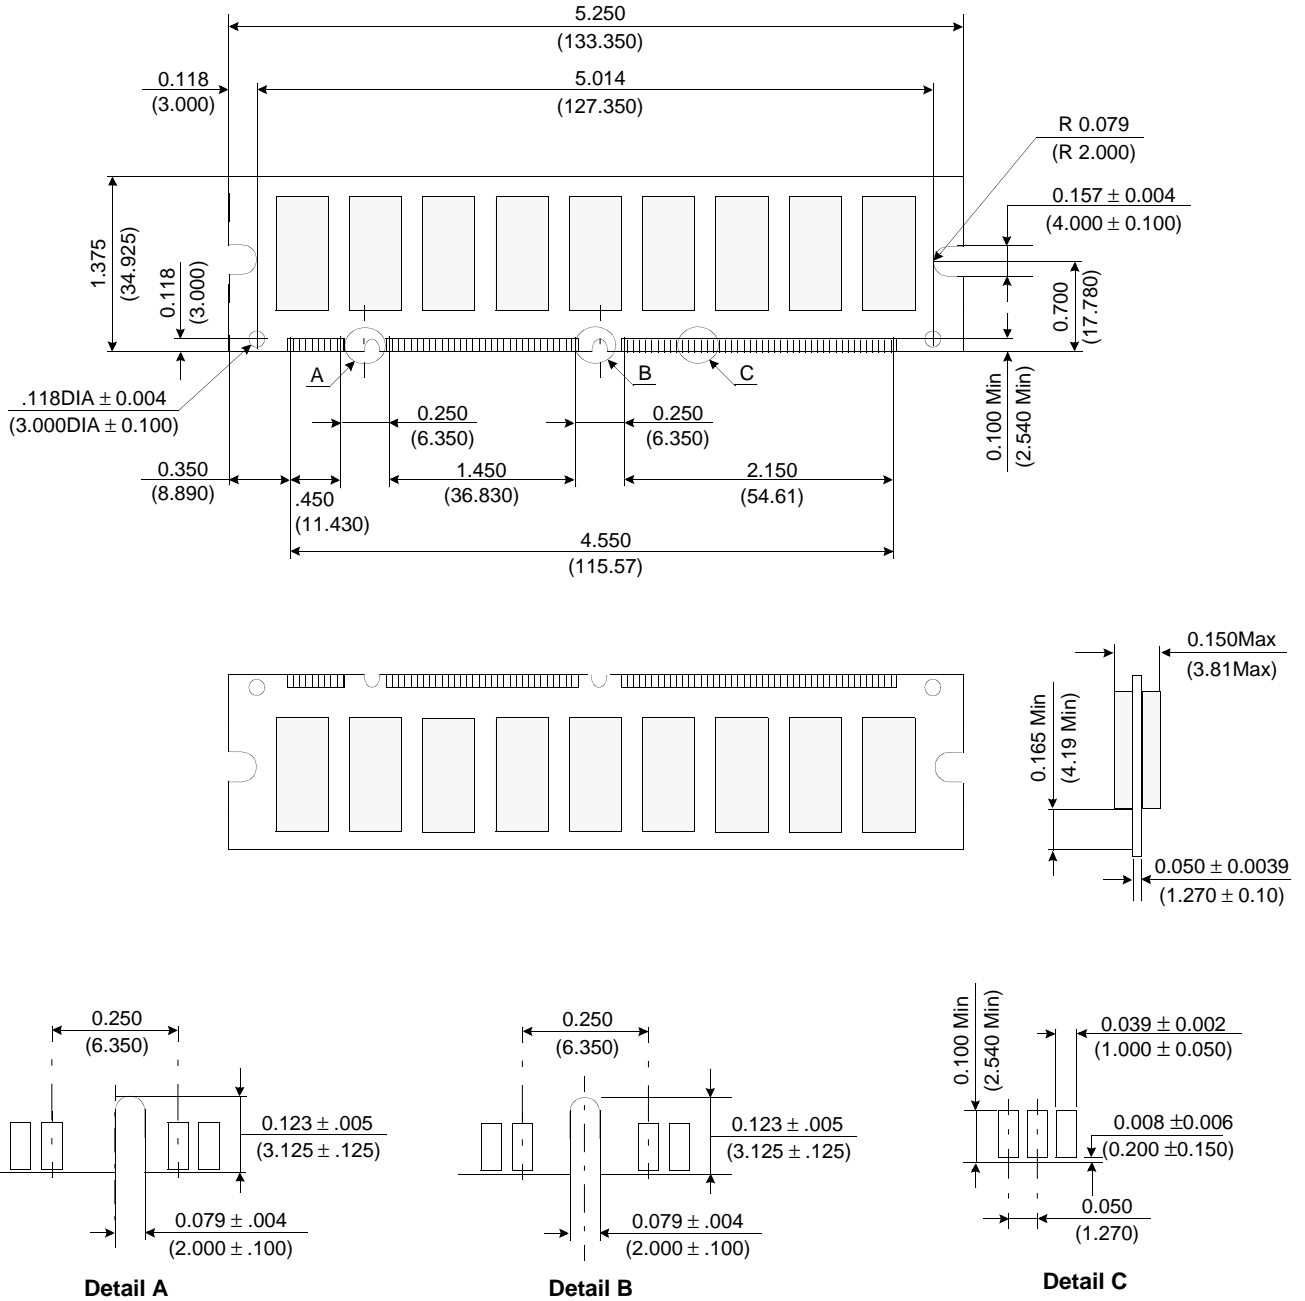 5.250
(133.350)
0.118
(3.000)
5.014
(127.350)
R 0.079
(R 2.000)
0.157 ± 0.004
(4.000 ± 0.100)
1.375
(34.925)
0.118
(3.000)
0.700
(17.780)
A
B
C
.118DIA ± 0.004
(3.000DIA ± 0.100)
0.250
(6.350)
0.250
(6.350)
0.100 Min
(2.540 Min)
0.350
(8.890)
.450
(11.430)
1.450
(36.830)
2.150
(54.61)
4.550
(115.57)
0.150Max
(3.81Max)
0.165 Min
(4.19 Min)
0.050 ± 0.0039
(1.270 ± 0.10)
0.250
(6.350)
0.123 ± .005
(3.125 ± .125)
0.079 ± .004
(2.000 ± .100)
Detail A
0.250
(6.350)
0.123 ± .005
(3.125 ± .125)
0.079 ± .004
(2.000 ± .100)
Detail B
0.100 Min
(2.540 Min)
0.039 ± 0.002
(1.000 ± 0.050)
0.008 ±0.006
(0.200 ±0.150)
0.050
(1.270)
Detail C